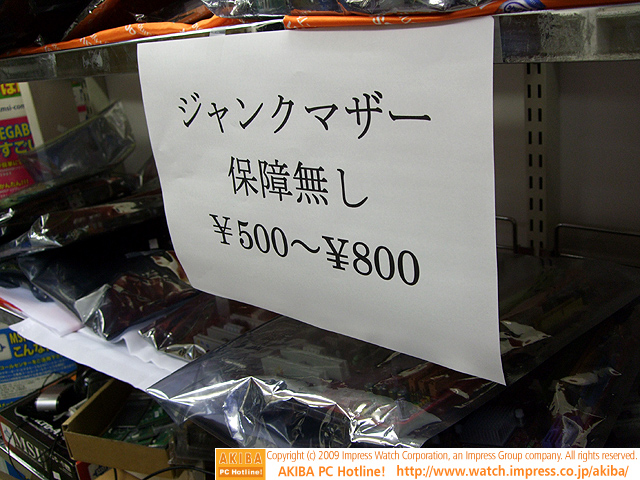 ジャンクマザー
保障無し
¥500～¥800
MSI
AKIBA
PC Hotline!
Copyright (c) 2009 Impress Watch Corporation, an Impress Group company. All rights reserved.
AKIBA PC Hotline! http://www.watch.impress.co.jp/akiba/